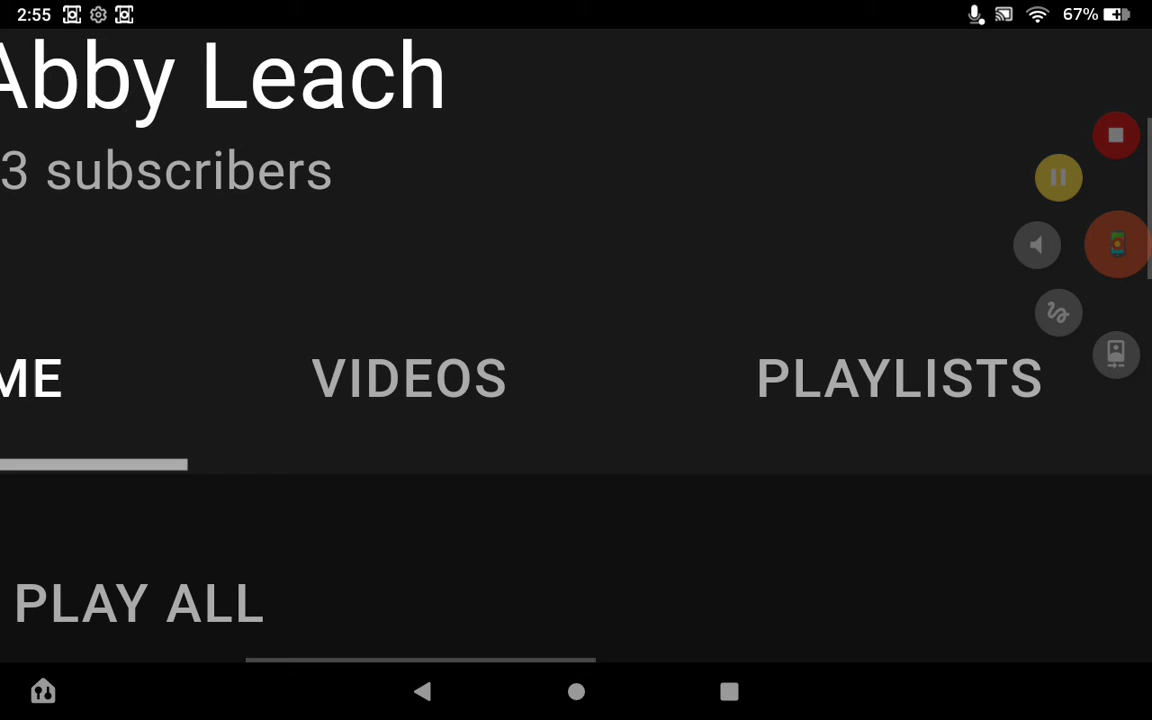 2:55 67%
Abby Leach
3 subscribers
ME VIDEOS PLAYLISTS
PLAY ALL